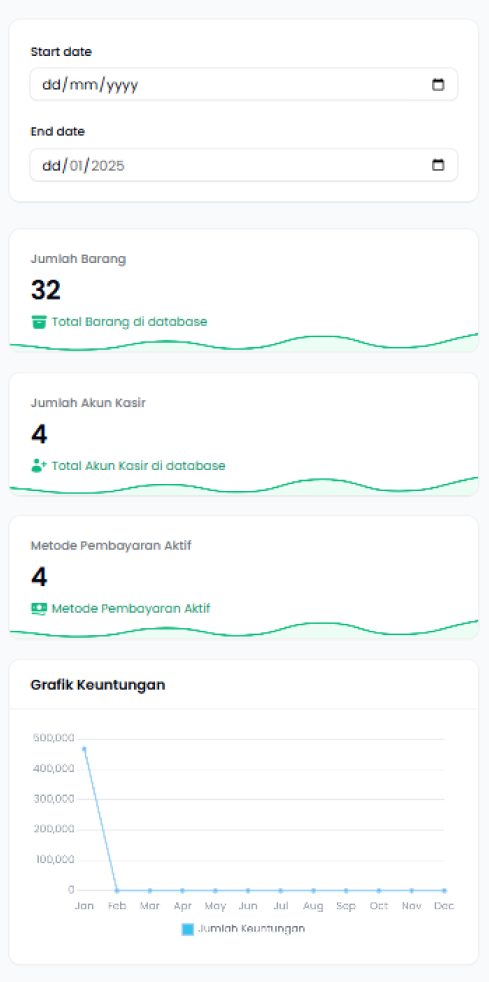 Start date
dd/mm/yyyy
End date
dd/01/2025
Jumlah Barang
32
Total Barang di database
Jumlah Akun Kasir
4
Total Akun Kasir di database
Metode Pembayaran Aktif
4
Metode Pembayaran Aktif
Grafik Keuntungan
500,000
400,000
300,000
200,000
100,000
0
Jan Feb Mar Apr May Jun Jul Aug Sep Oct Nov Dec
Jumlah Keuntungan